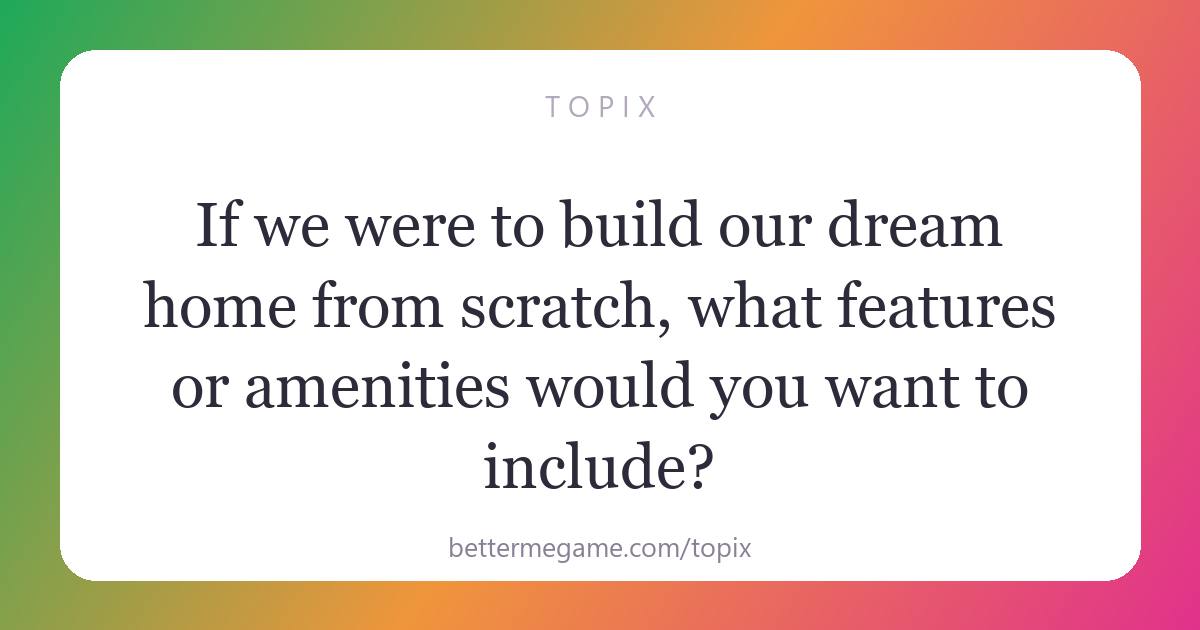 TOPIX
If we were to build our dream
home from scratch, what features
or amenities would you want to
include?
bettermegame.com/topix